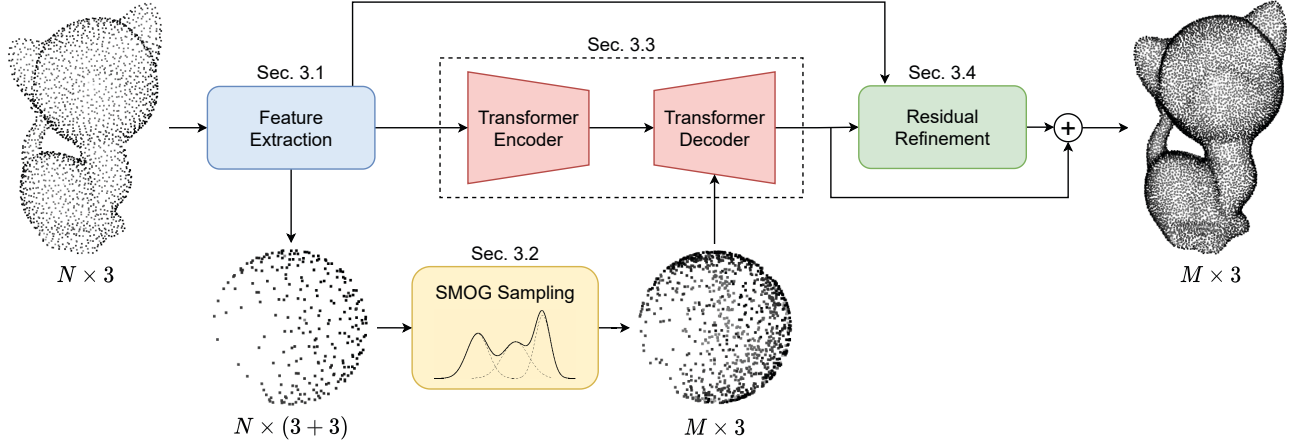 Sec. 3.3
Sec. 3.1
Sec. 3.4
Feature
Extraction
Transformer
Encoder
Transformer
Decoder
Residual
Refinement
+
N × 3
M × 3
Sec. 3.2
SMOG Sampling
N × (3 + 3)
M × 3